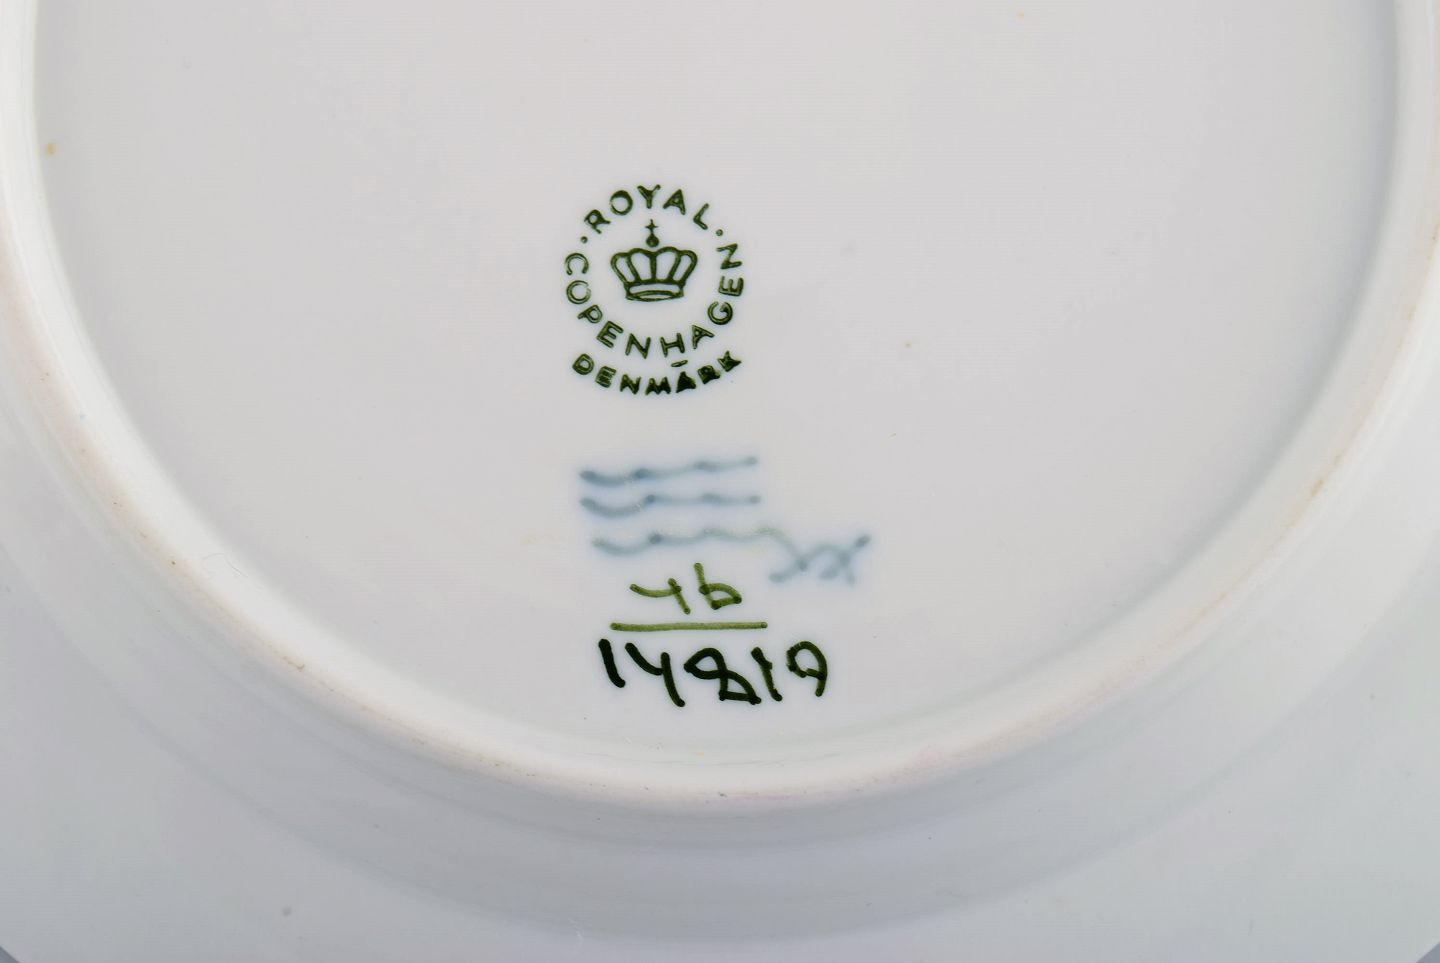 ROYAL
COPENHAGEN
DENMARK
14819